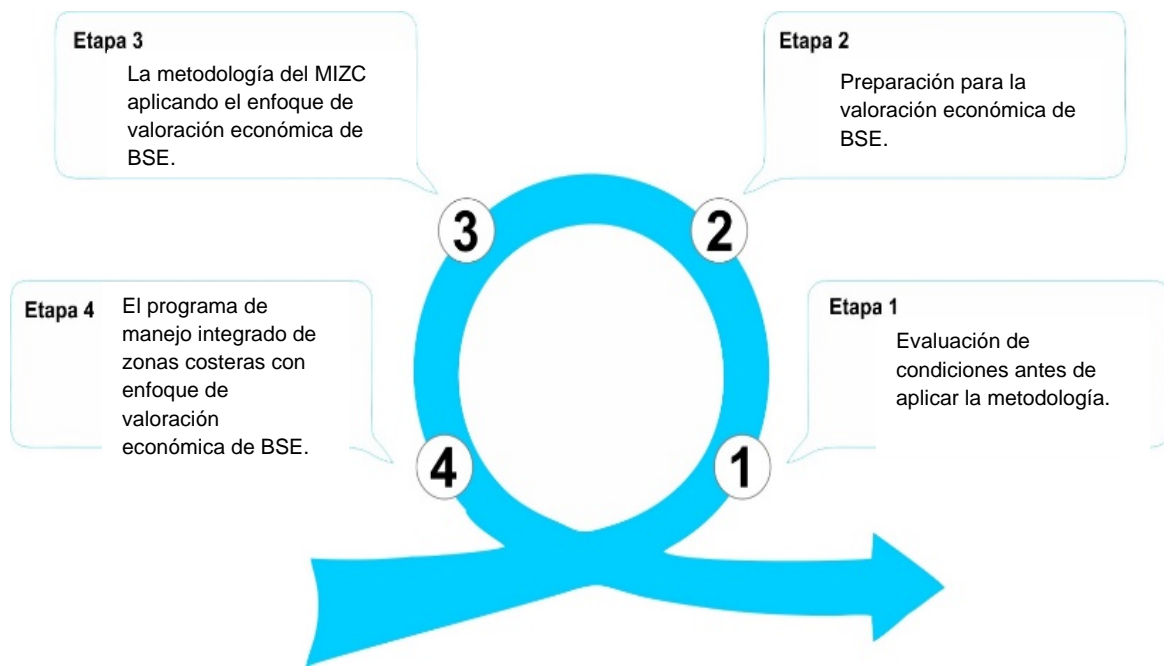 Etapa 3
La metodología del MIZC
aplicando el enfoque de
valoración económica de
BSE.
Etapa 2
Preparación para la
valoración económica de
BSE.
3
2
Etapa 4
El programa de
manejo integrado de
zonas costeras con
enfoque de
valoración
económica de BSE.
Etapa 1
Evaluación de
condiciones antes de
aplicar la metodología.
4
1